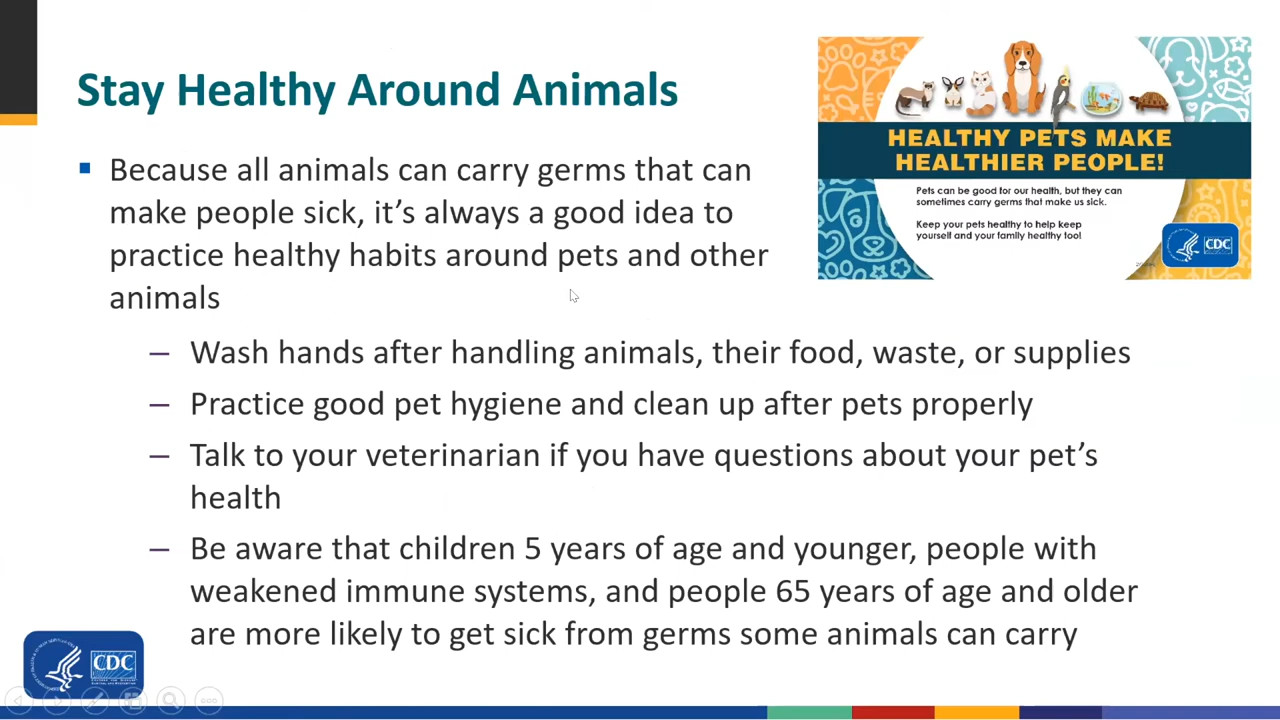 Stay Healthy Around Animals
HEALTHY PETS MAKE
HEALTHIER PEOPLE!
Pets can be good for our health, but they can
sometimes carry germs that make us sick.
Keep your pets healthy to help keep
yourself and your family healthy too!
CDC
Because all animals can carry germs that can
make people sick, it’s always a good idea to
practice healthy habits around pets and other
animals
– Wash hands after handling animals, their food, waste, or supplies
– Practice good pet hygiene and clean up after pets properly
– Talk to your veterinarian if you have questions about your pet’s
health
– Be aware that children 5 years of age and younger, people with
weakened immune systems, and people 65 years of age and older
are more likely to get sick from germs some animals can carry
CDC